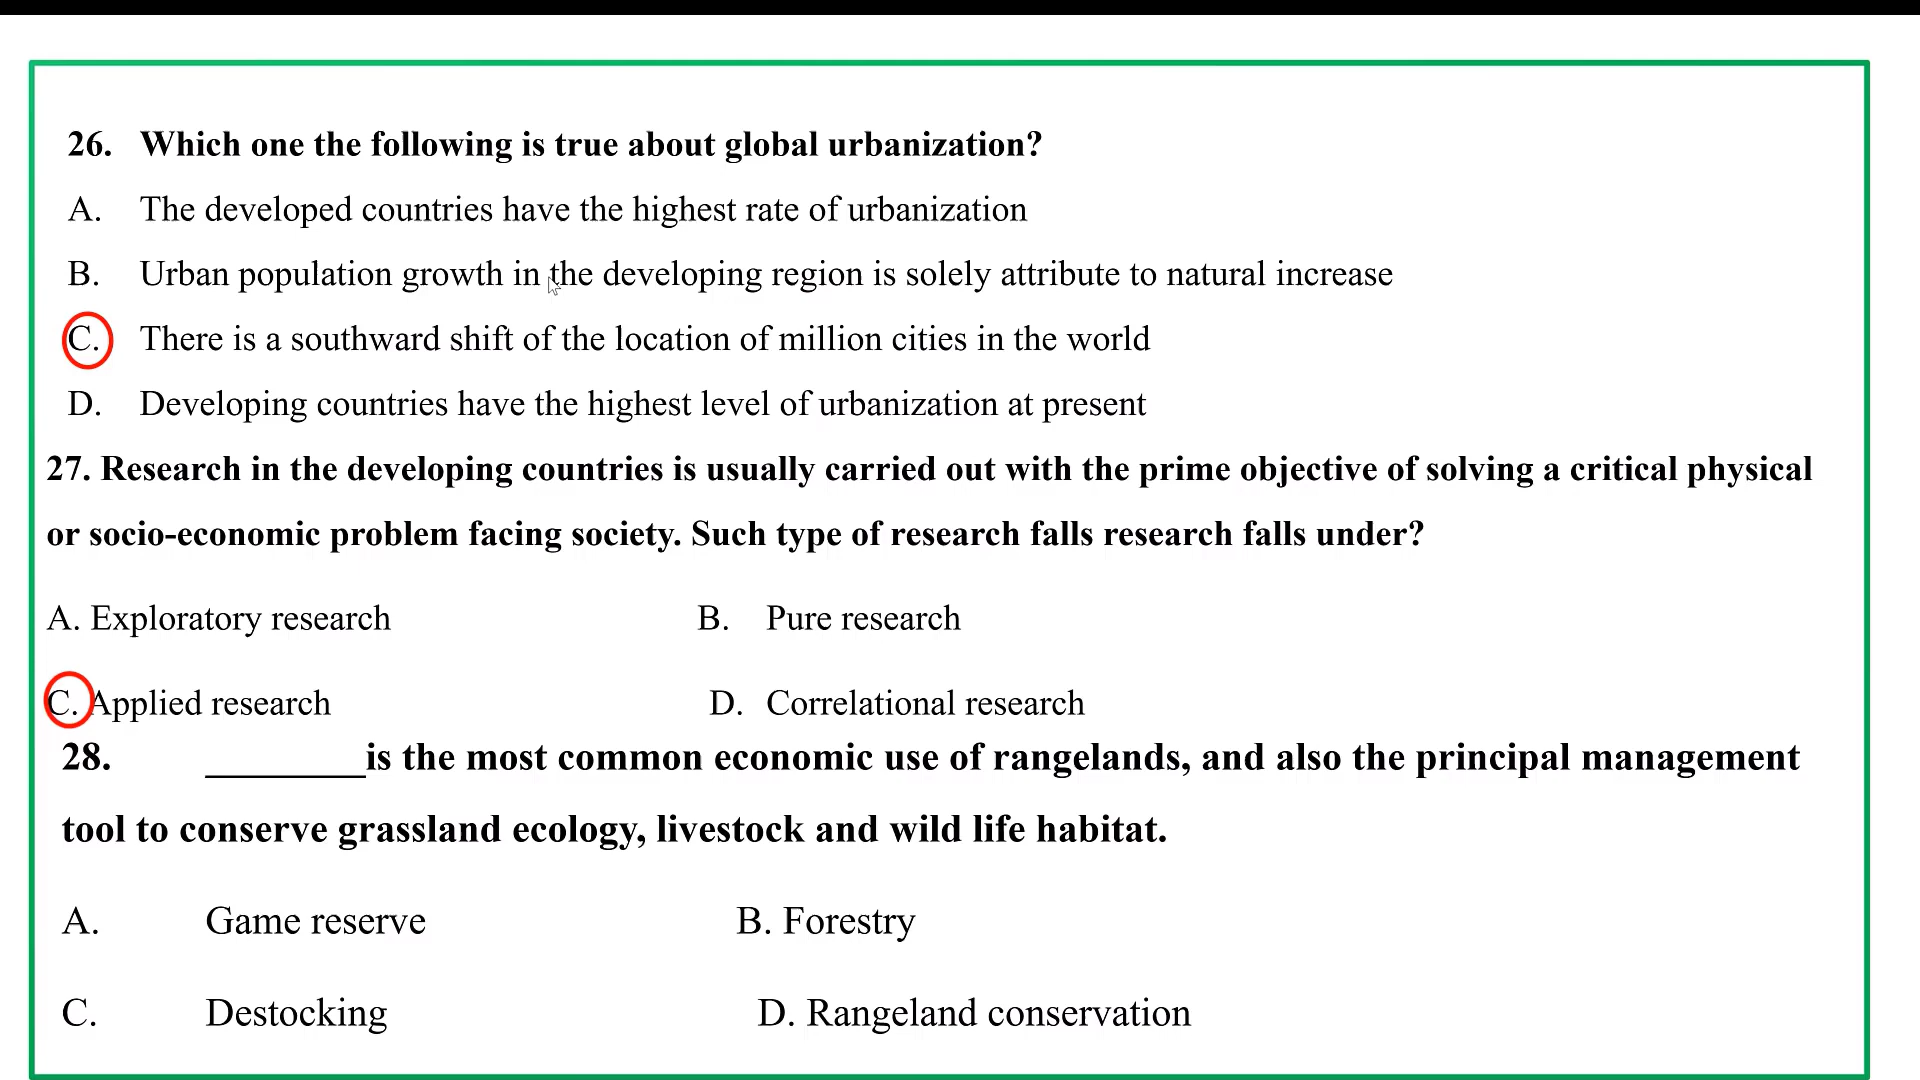 26. Which one the following is true about global urbanization?
A. The developed countries have the highest rate of urbanization
B. Urban population growth in the developing region is solely attribute to natural increase
C. There is a southward shift of the location of million cities in the world
D. Developing countries have the highest level of urbanization at present
27. Research in the developing countries is usually carried out with the prime objective of solving a critical physical
or socio-economic problem facing society. Such type of research falls research falls under?
A. Exploratory research B. Pure research
C. Applied research D. Correlational research
28. ________is the most common economic use of rangelands, and also the principal management
tool to conserve grassland ecology, livestock and wild life habitat.
A. Game reserve B. Forestry
C. Destocking D. Rangeland conservation